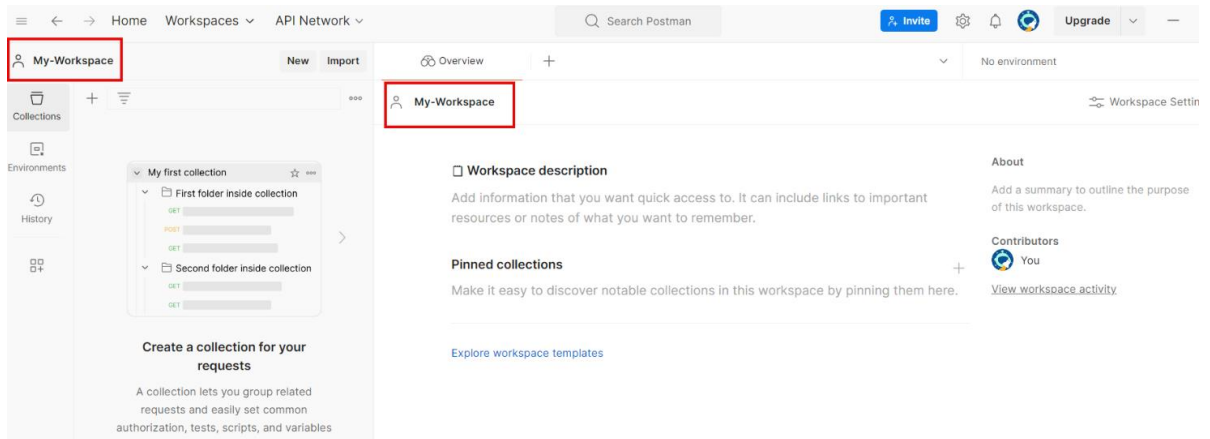 Home Workspaces API Network Search Postman Invite Upgrade
My-Workspace New Import Overview No environment
Collections
My-Workspace Workspace Settin
Environments
History
My first collection
First folder inside collection
GET
POST
GET
Second folder inside collection
GET
GET
Create a collection for your
requests
A collection lets you group related
requests and easily set common
authorization, tests, scripts, and variables
Workspace description
Add information that you want quick access to. It can include links to important
resources or notes of what you want to remember.
Pinned collections
Make it easy to discover notable collections in this workspace by pinning them here.
Explore workspace templates
About
Add a summary to outline the purpose
of this workspace.
Contributors
You
View workspace activity